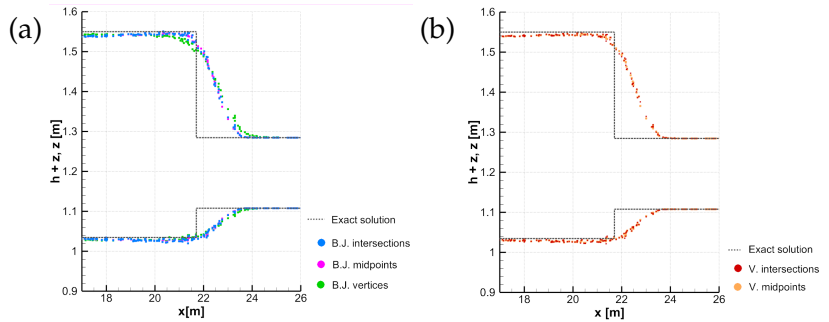 (a)
1.6
1.5
1.4
1.3
1.2
1.1
1
0.9
h + z, z [m]
18 20 22 24 26
x[m]
Exact solution
B.J. intersections
B.J. midpoints
B.J. vertices
(b)
1.6
1.5
1.4
1.3
1.2
1.1
1
0.9
h + z, z [m]
18 20 22 24 26
x [m]
Exact solution
V. intersections
V. midpoints